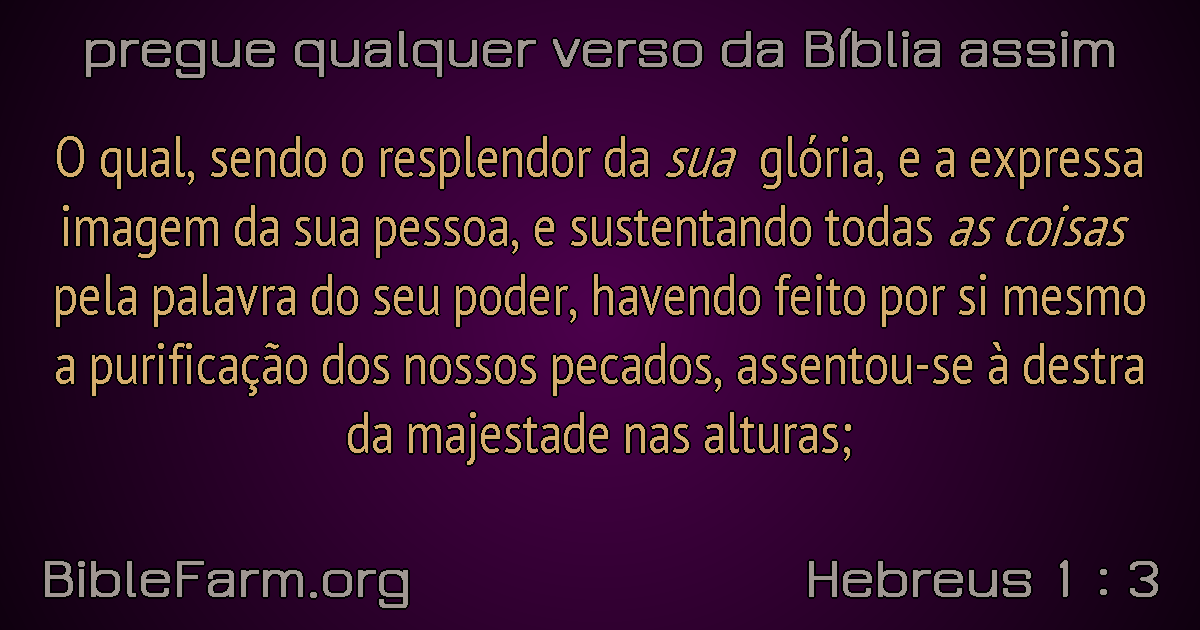 pregue qualquer verso da Bíblia assim
O qual, sendo o resplendor da sua glória, e a expressa
imagem da sua pessoa, e sustentando todas as coisas
pela palavra do seu poder, havendo feito por si mesmo
a purificação dos nossos pecados, assentou-se à destra
da majestade nas alturas;
BibleFarm.org
Hebreus 1 : 3